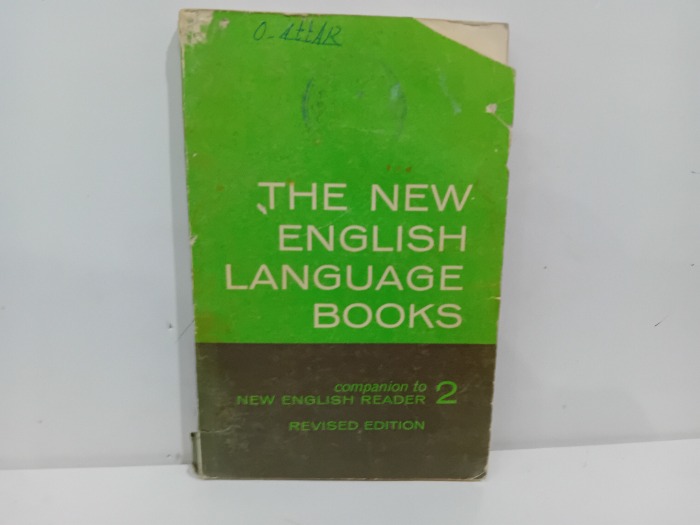 O-AttAR
THE NEW
ENGLISH
LANGUAGE
BOOKS
companion to
NEW ENGLISH READER 2
REVISED EDITION